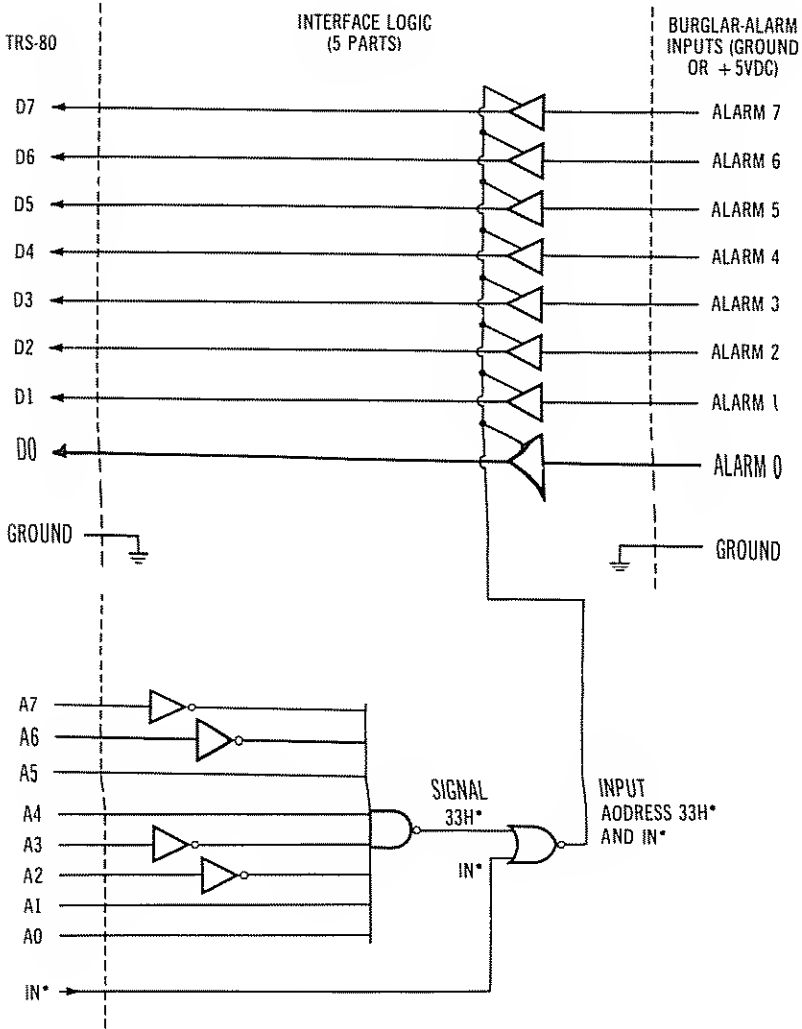 TRS-80
INTERFACE LOGIC
(5 PARTS)
BURGLAR-ALARM
INPUTS (GROUND
OR +5VDC)
D7
ALARM 7
D6
ALARM 6
D5
ALARM 5
D4
ALARM 4
D3
ALARM 3
D2
ALARM 2
D1
ALARM 1
D0
ALARM 0
GROUND
GROUND
A7
A6
A5
A4
A3
A2
A1
A0
IN*
SIGNAL
33H*
IN*
INPUT
AODRESS 33H*
AND IN*